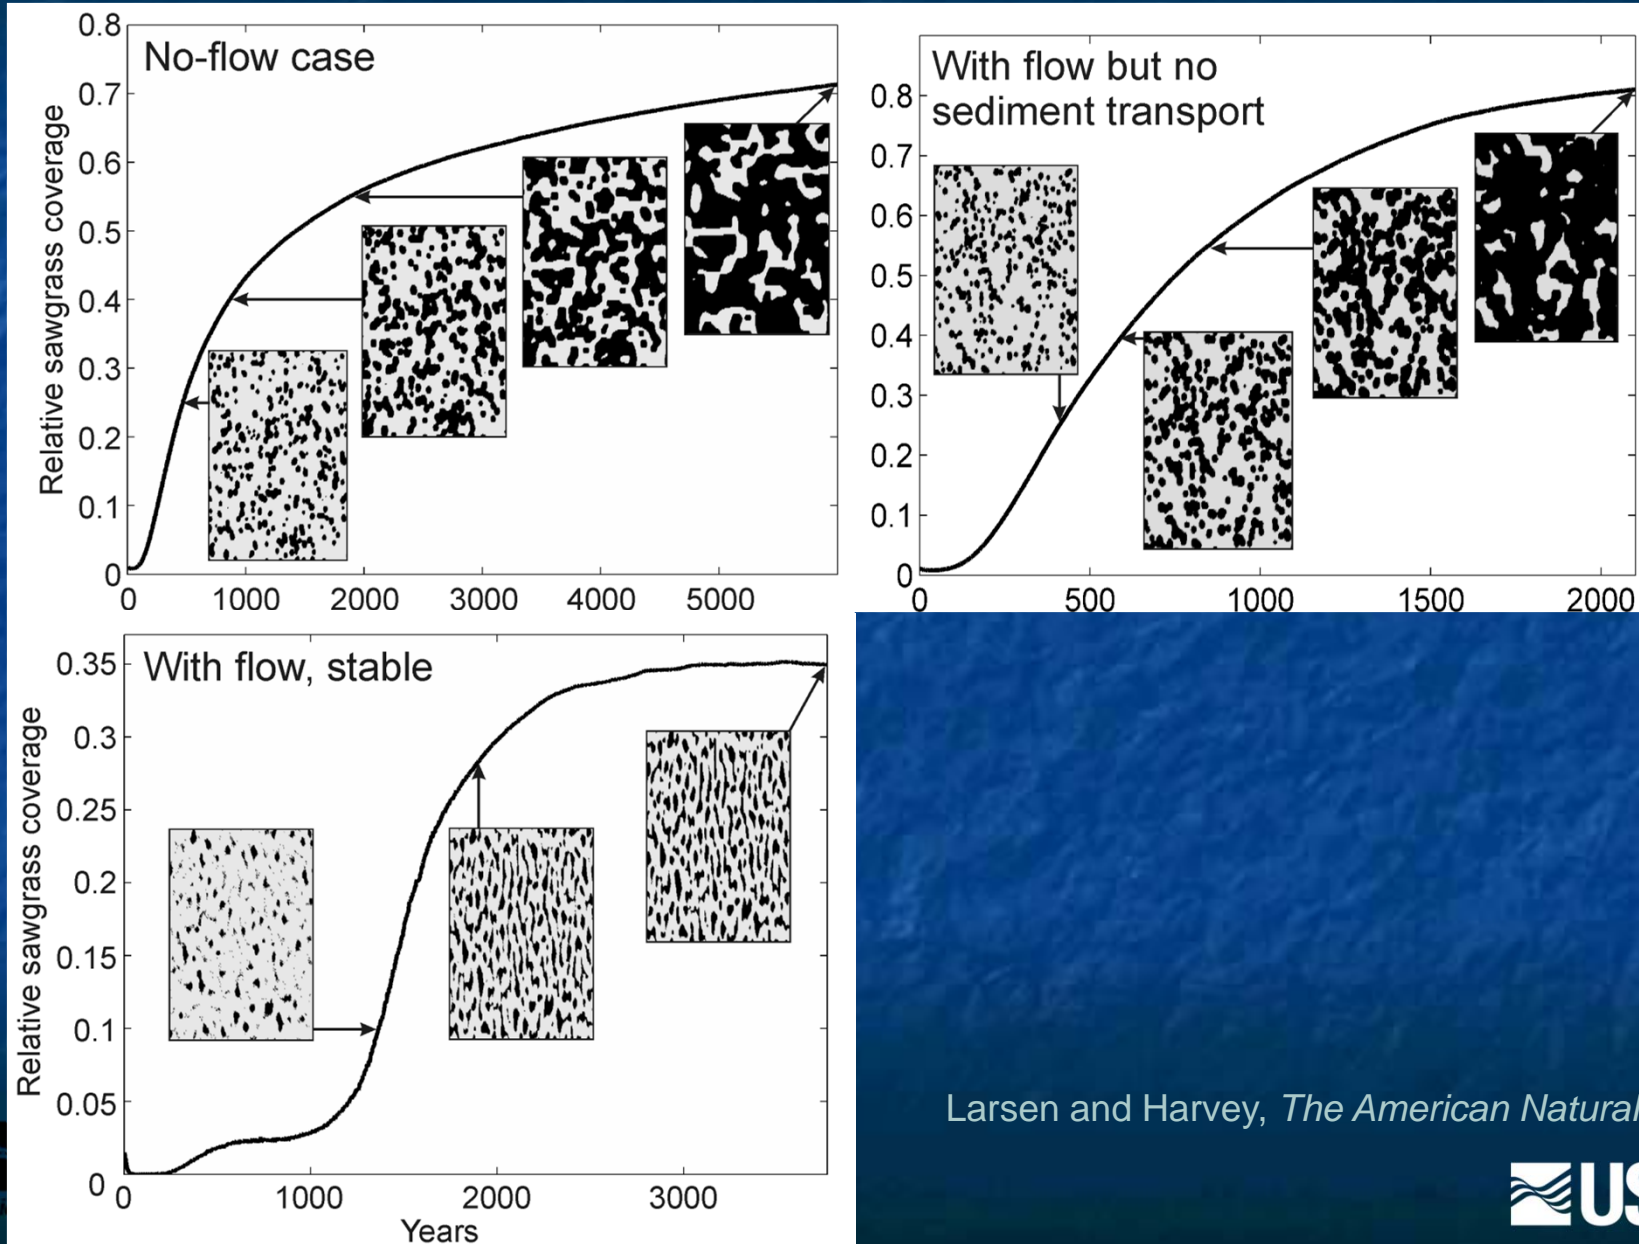 No-flow case
Relative sawgrass coverage
0.8
0.7
0.6
0.5
0.4
0.3
0.2
0.1
0
0 1000 2000 3000 4000 5000
With flow but no
sediment transport
0.8
0.7
0.6
0.5
0.4
0.3
0.2
0.1
0
0 500 1000 1500 2000
With flow, stable
Relative sawgrass coverage
0.35
0.3
0.25
0.2
0.15
0.1
0.05
0
0 1000 2000 3000
Years
Larsen and Harvey, The American Natural
US